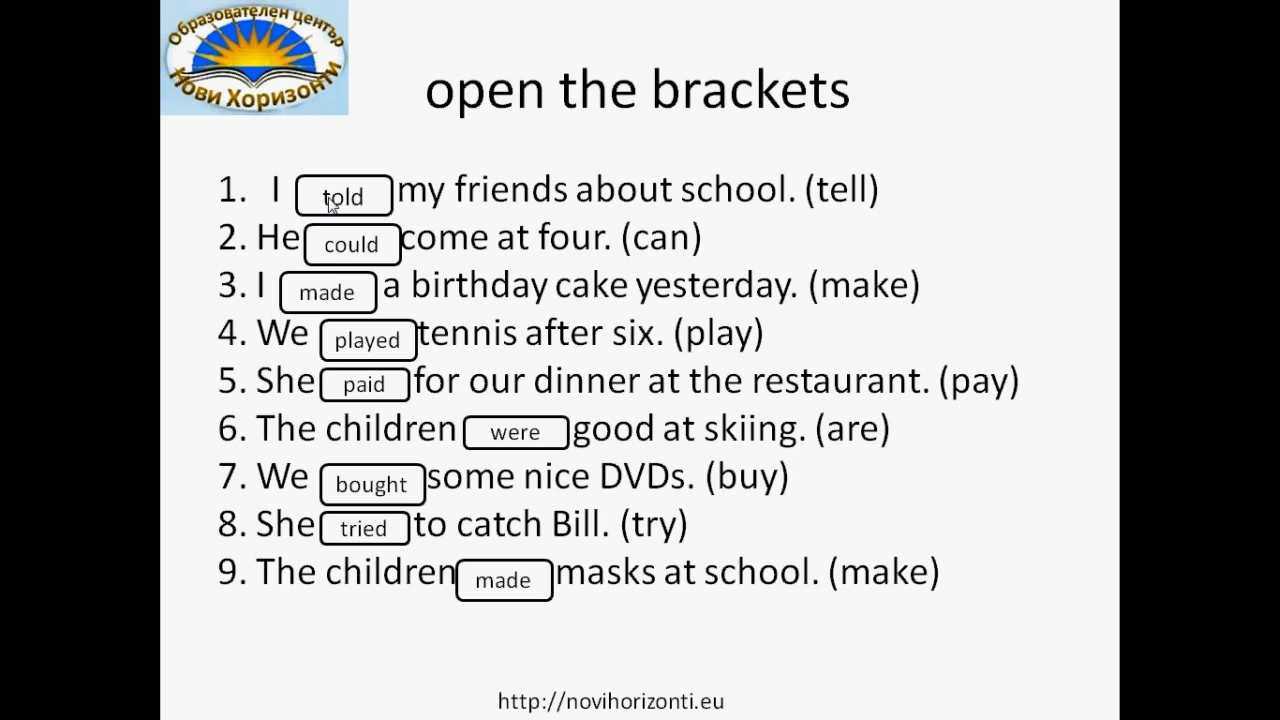 Образователен център
Нови Хоризонти
open the brackets
1. I told my friends about school. (tell)
2. He could come at four. (can)
3. I made a birthday cake yesterday. (make)
4. We played tennis after six. (play)
5. She paid for our dinner at the restaurant. (pay)
6. The children were good at skiing. (are)
7. We bought some nice DVDs. (buy)
8. She tried to catch Bill. (try)
9. The children made masks at school. (make)
http://novihorizonti.eu